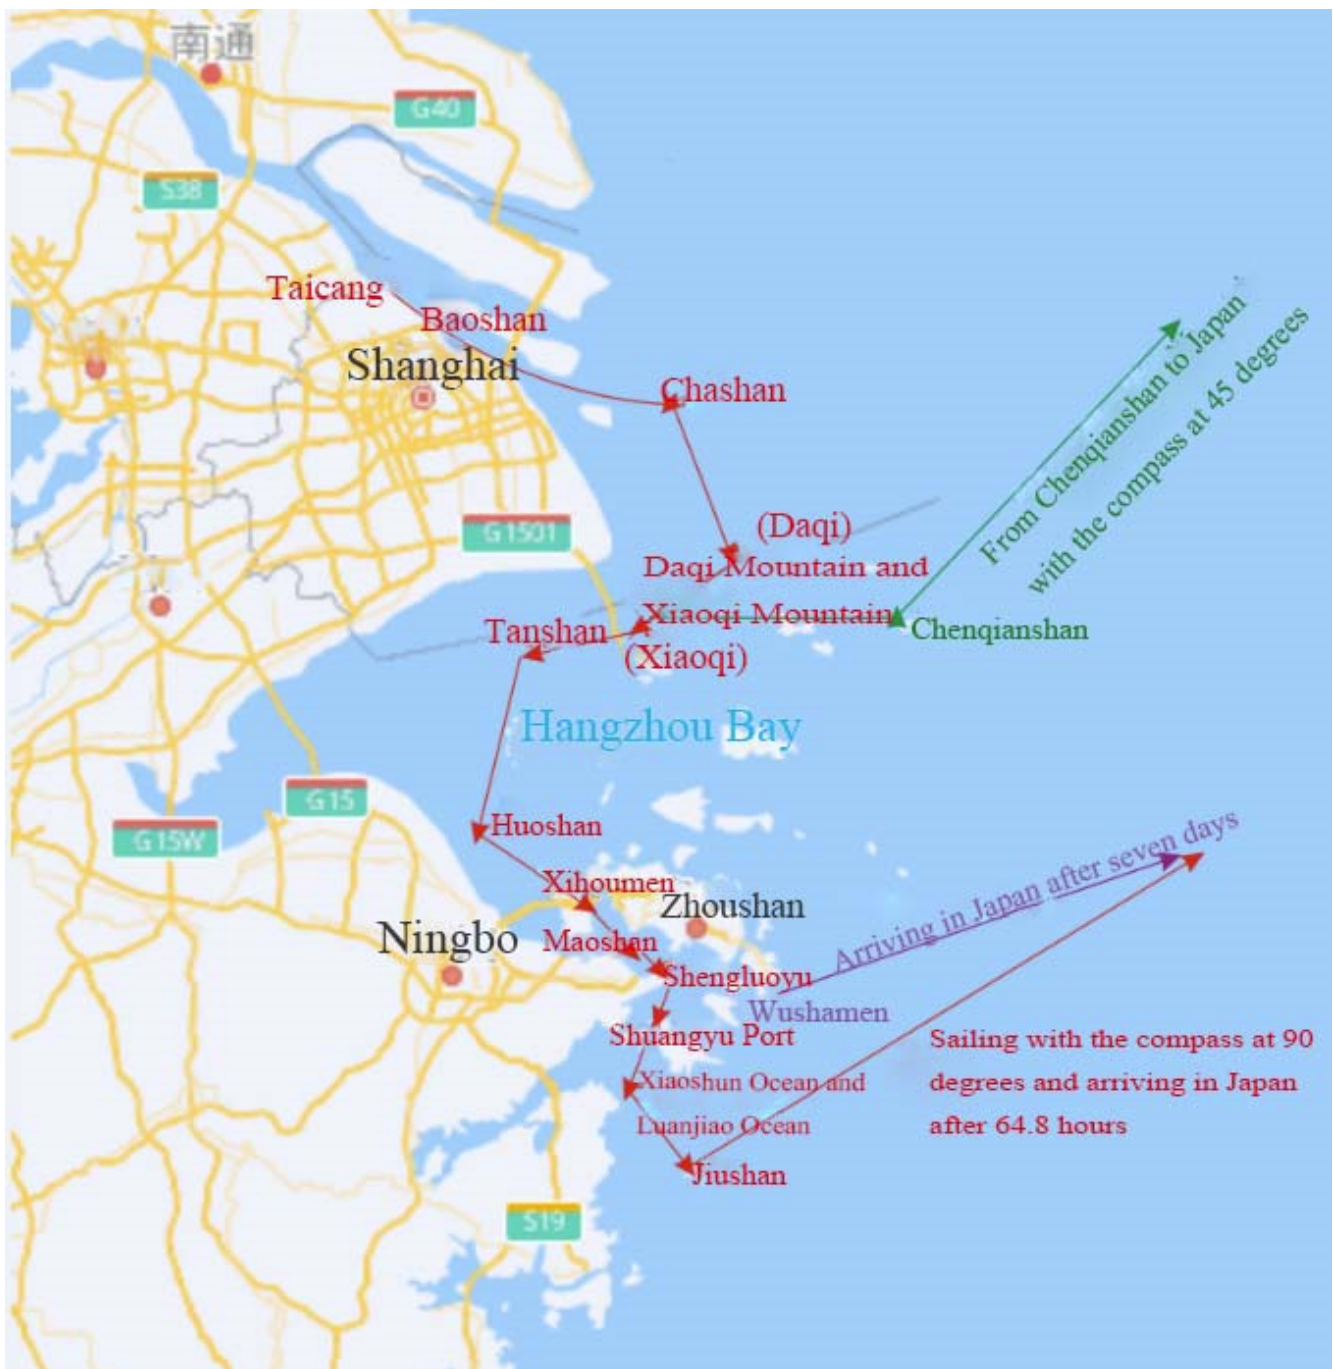 南通
G40
S38
Taicang
Baoshan
Shanghai
Chashan
From Chenqianshan to Japan
with the compass at 45 degrees
G1501
(Daqi)
Daqi Mountain and
Xiaoqi Mountain
Chenqianshan
Tanshan
(Xiaoqi)
Hangzhou Bay
G15
G15W
Huoshan
Xihoumen
Zhoushan
Ningbo
Maoshan
Shengluoyu
Arriving in Japan after seven days
Wushamen
Shuangyu Port
Xiaoshun Ocean and
Luanjiao Ocean
Sailing with the compass at 90
degrees and arriving in Japan
after 64.8 hours
Jiushan
S19